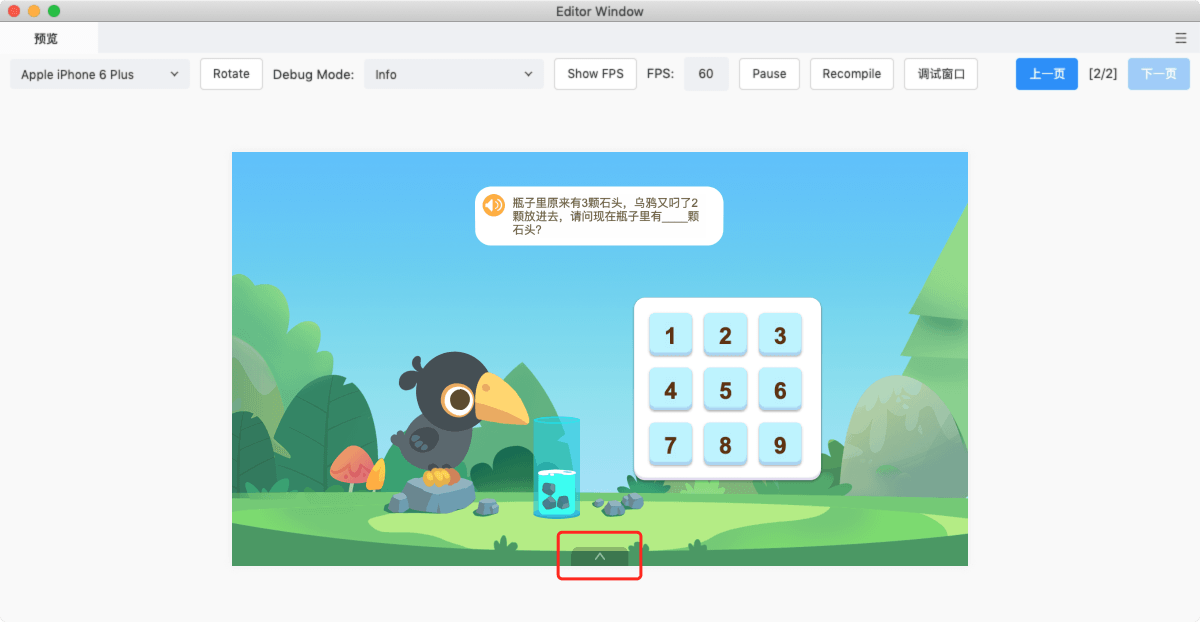 Editor Window
预览
Apple iPhone 6 Plus Rotate Debug Mode: Info Show FPS FPS: 60 Pause Recompile 调试窗口 上一页 [2/2] 下一页
瓶子里原来有3颗石头，乌鸦又叼了2
颗放进去，请问现在瓶子里有____颗
石头?
1 2 3
4 5 6
7 8 9